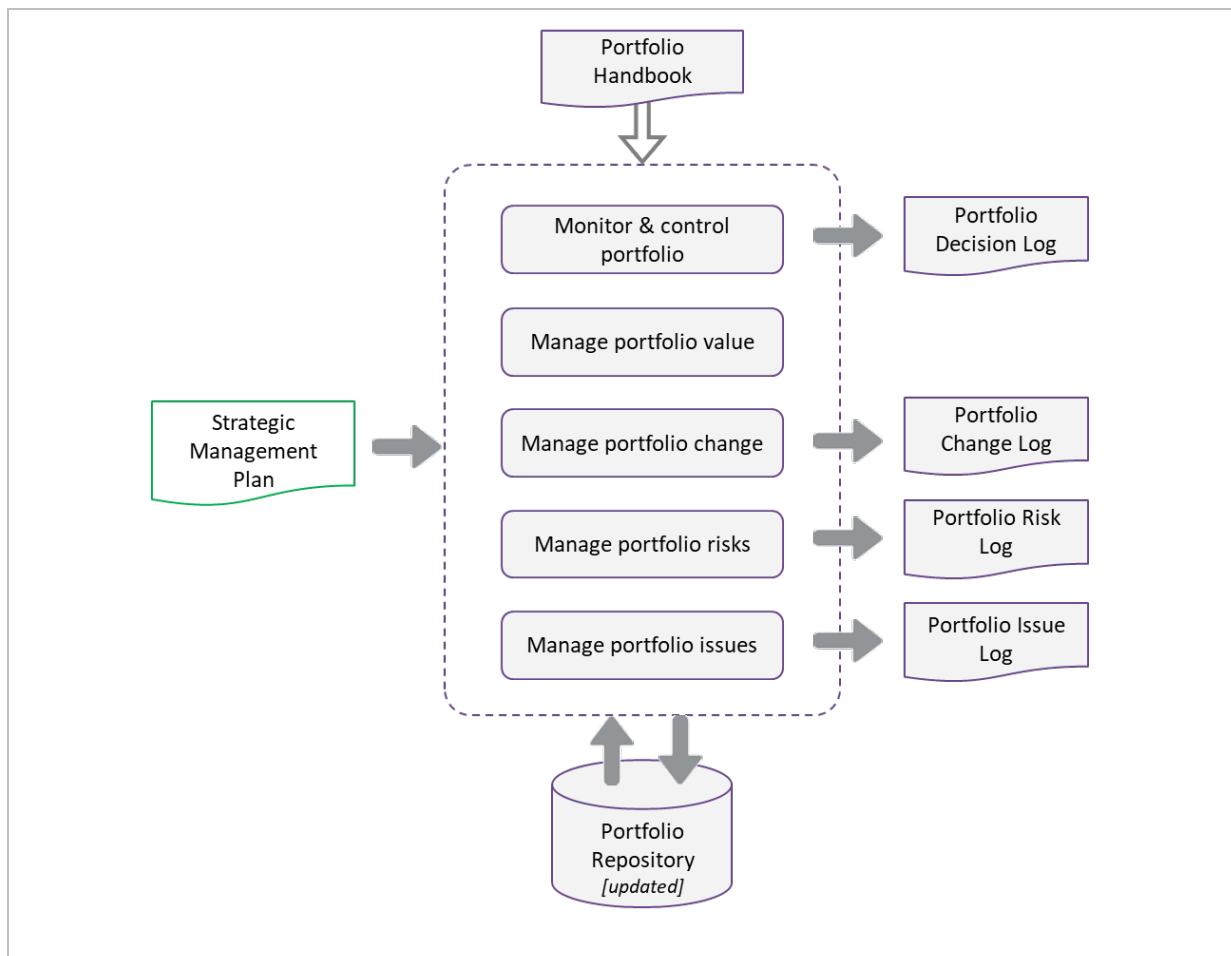 Portfolio
Handbook
Monitor & control
portfolio
Portfolio
Decision Log
Manage portfolio value
Strategic
Management
Plan
Manage portfolio change
Portfolio
Change Log
Manage portfolio risks
Portfolio Risk
Log
Manage portfolio issues
Portfolio Issue
Log
Portfolio
Repository
[updated]